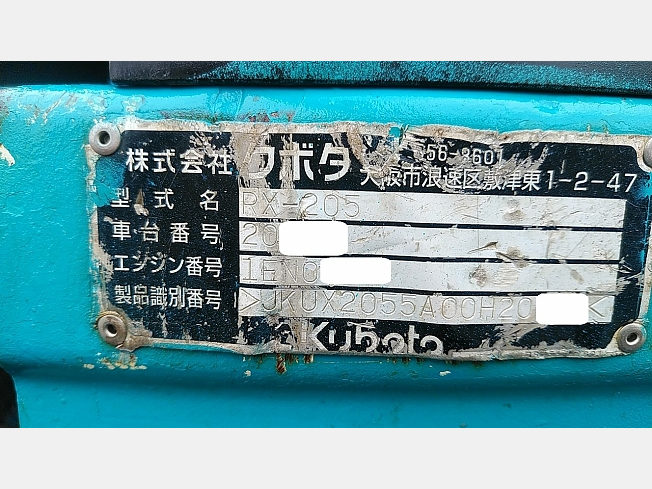 株式会社 クボタ 56-8601
大阪市浪速区敷津東1-2-47
型式名 RX-205
車台番号 20
エンジン番号 1EN0
製品識別番号 >JKUX2055A00H20 <
Kubota